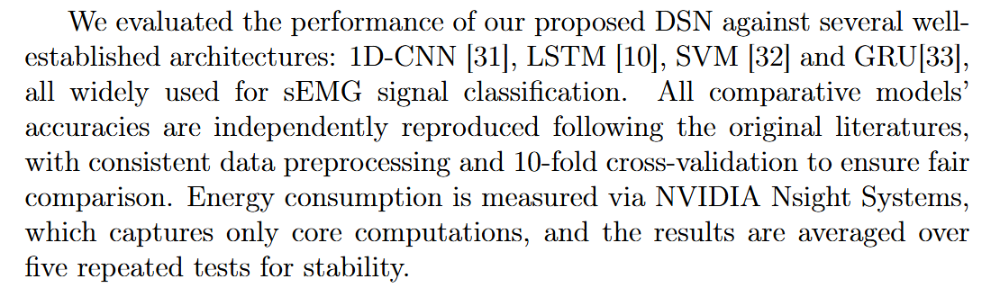 We evaluated the performance of our proposed DSN against several well-
established architectures: 1D-CNN [31], LSTM [10], SVM [32] and GRU[33],
all widely used for sEMG signal classification. All comparative models’
accuracies are independently reproduced following the original literatures,
with consistent data preprocessing and 10-fold cross-validation to ensure fair
comparison. Energy consumption is measured via NVIDIA Nsight Systems,
which captures only core computations, and the results are averaged over
five repeated tests for stability.